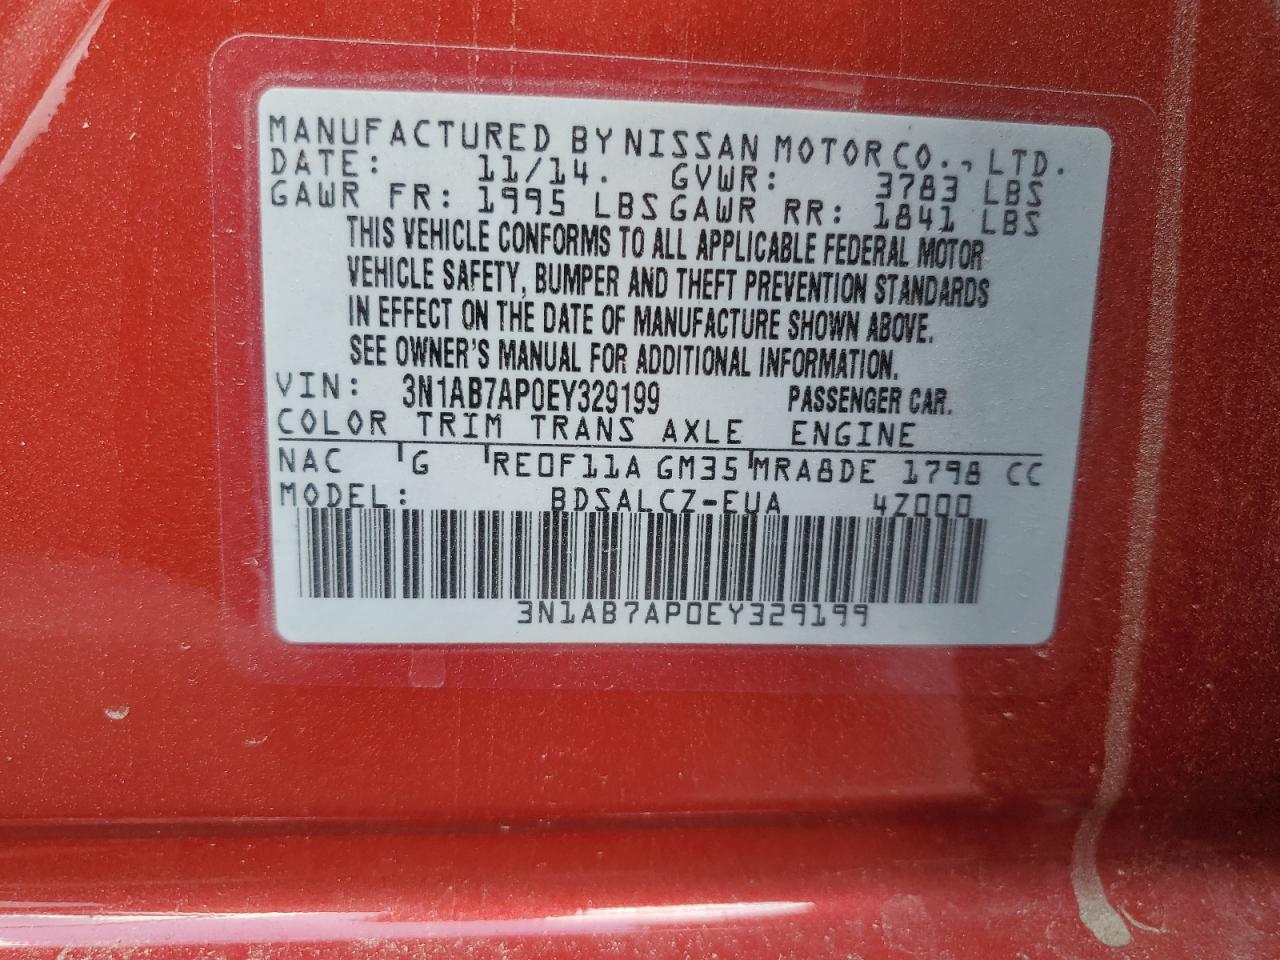 MANUFACTURED BY NISSAN MOTOR CO., LTD.
DATE: 11/14. GVWR: 3783 LBS
GAWR FR: 1995 LBS GAWR RR: 1841 LBS
THIS VEHICLE CONFORMS TO ALL APPLICABLE FEDERAL MOTOR
VEHICLE SAFETY, BUMPER AND THEFT PREVENTION STANDARDS
IN EFFECT ON THE DATE OF MANUFACTURE SHOWN ABOVE.
SEE OWNER'S MANUAL FOR ADDITIONAL INFORMATION.
VIN: 3N1AB7AP0EY329199 PASSENGER CAR.
COLOR TRIM TRANS AXLE ENGINE
NAC G RE0F11A GM35 MRA8DE 1798 CC
MODEL: BDSALCZ-EUA 4Z000
3N1AB7AP0EY329199